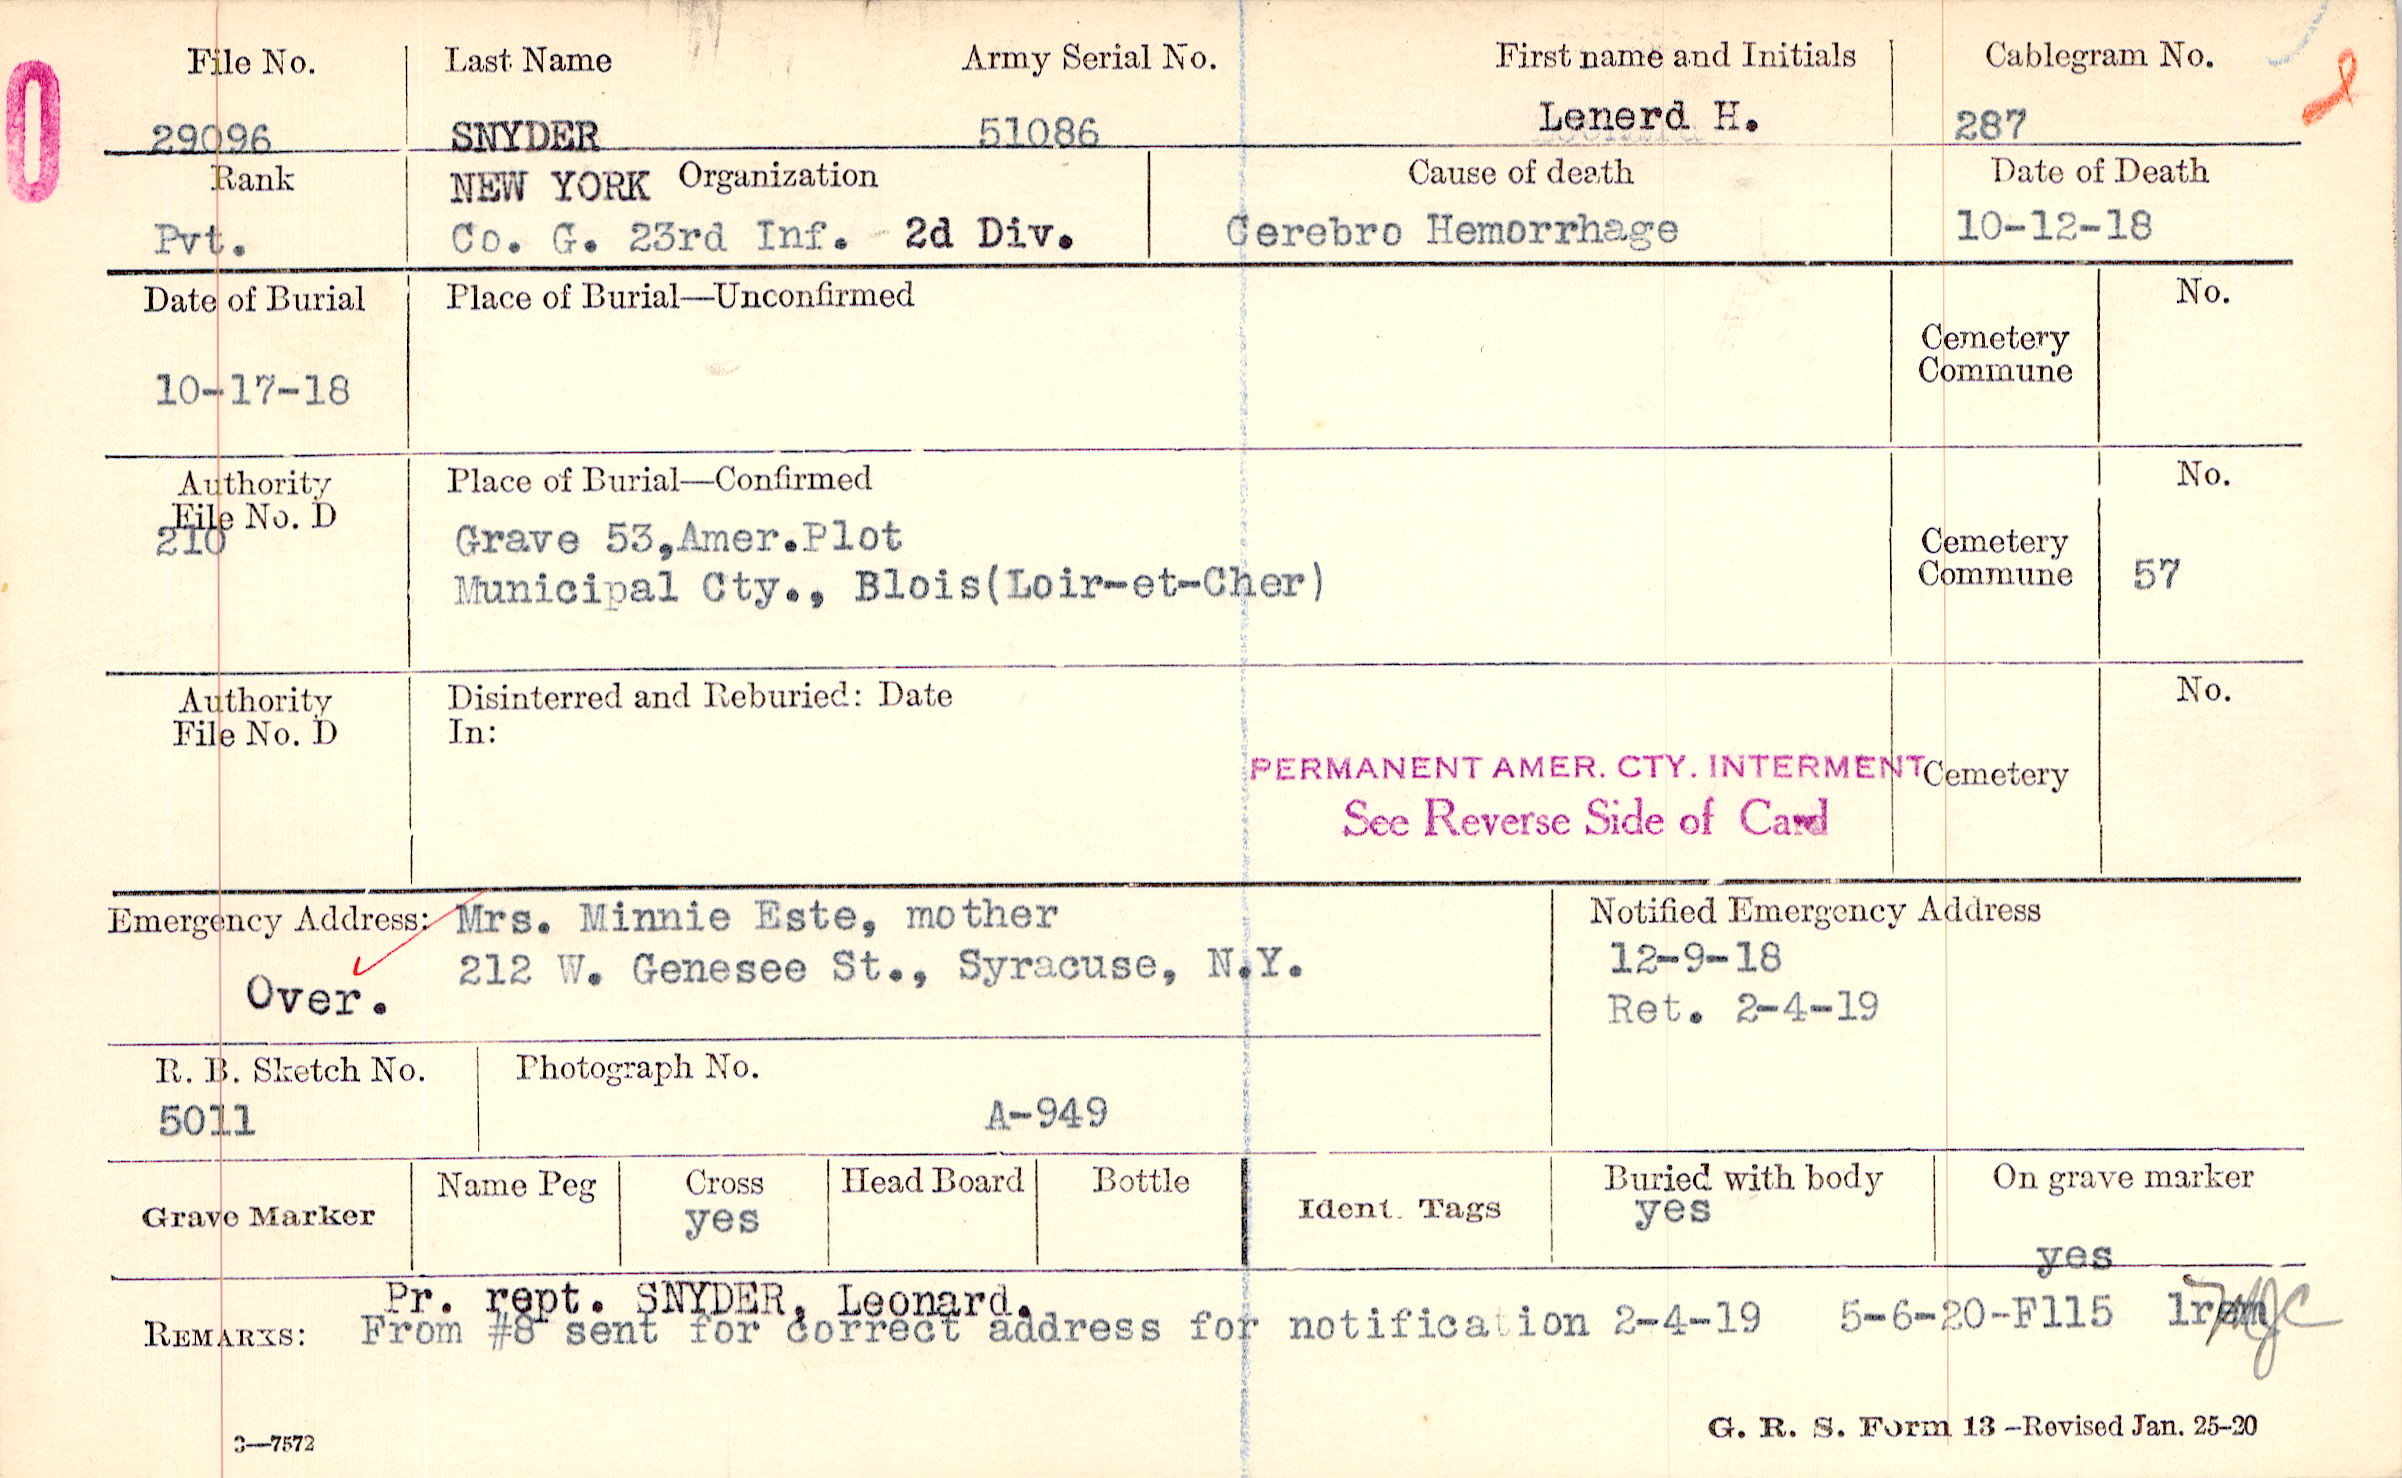 File No. Last Name Army Serial No. First name and Initials Cablegram No.
29096 SNYDER 51086 Lenerd H. 287
Rank NEW YORK Organization Cause of death Date of Death
Pvt. Co. G. 23rd Inf. - 2d Div. Cerebro Hemorrhage 10-12-18
Date of Burial Place of Burial—Unconfirmed No.
Cemetery
Commune
10-17-18
Authority Place of Burial—Confirmed No.
File No. D
210 Grave 53,Amer.Plot Cemetery
Municipal Cty., Blois(Loir-et-Cher) Commune 57
Authority Disinterred and Reburied: Date No.
File No. D In:
PERMANENT AMER. CTY. INTERMENT Cemetery
See Reverse Side of Card
Emergency Address: Mrs. Minnie Este, mother Notified Emergency Address
212 W. Genesee St., Syracuse, N.Y. 12-9-18
Over. Ret. 2-4-19
R. B. Sketch No. Photograph No.
5011 A-949
Grave Marker Name Peg Cross Head Board Bottle Ident. Tags Buried with body On grave marker
yes yes yes
Pr. rept. SNYDER, Leonard.
REMARKS: From #8 sent for correct address for notification 2-4-19 5-6-20-F115
3—7572 G. R. S. Form 13 -Revised Jan. 25-20